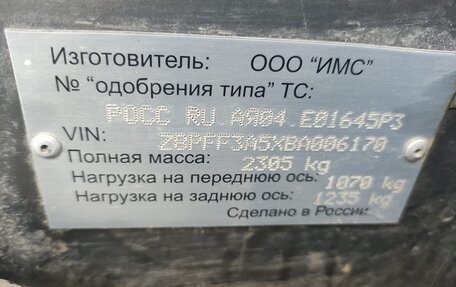 Изготовитель: ООО "ИМС"
№ "одобрения типа" ТС:
РОСС RU.АЯ04.Е01645Р3
VIN: Z8PFF3A5XBA006170
Полная масса: 2305 kg
Нагрузка на переднюю ось: 1070 kg
Нагрузка на заднюю ось: 1235 kg
Сделано в России